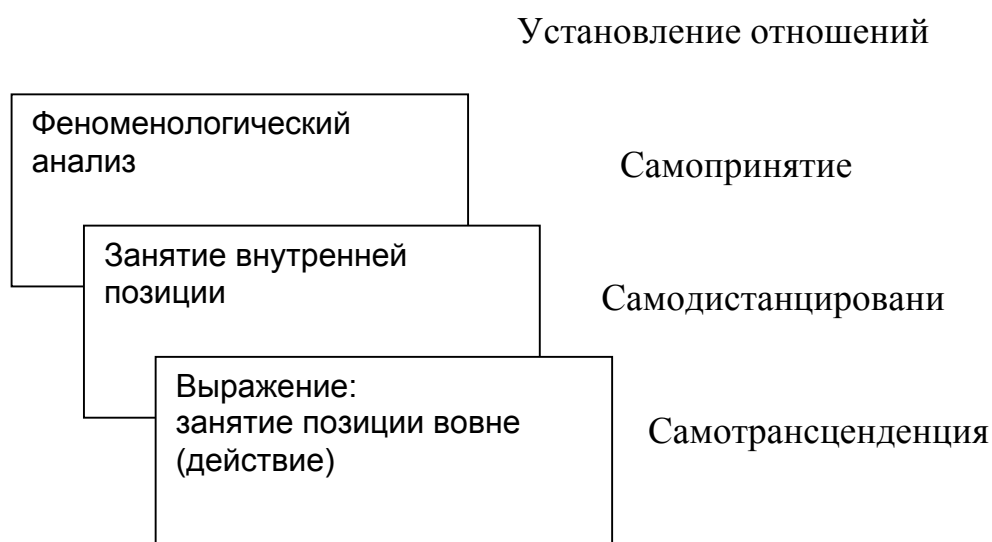 Установление отношений
Феноменологический
анализ
Самопринятие
Занятие внутренней
позиции
Самодистанцировани
Выражение:
занятие позиции вовне
(действие)
Самотрансценденция